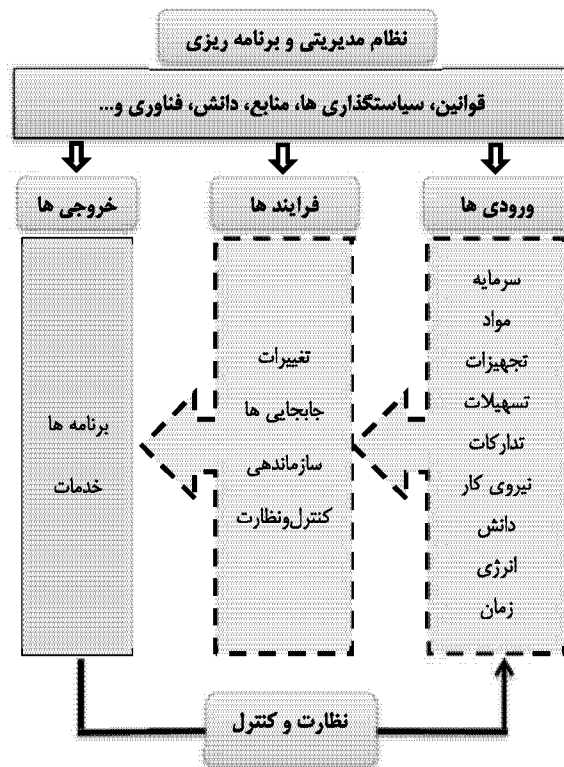 نظام مدیریتی و برنامه ریزی
قوانین، سیاستگذاری ها، منابع، دانش، فناوری و...
ورودی ها
سرمایه
مواد
تجهیزات
تسهیلات
تدارکات
نیروی کار
دانش
انرژی
زمان
فرایند ها
تغییرات
جابجایی ها
سازماندهی
کنترل‌ونظارت
خروجی ها
برنامه ها
خدمات
نظارت و کنترل